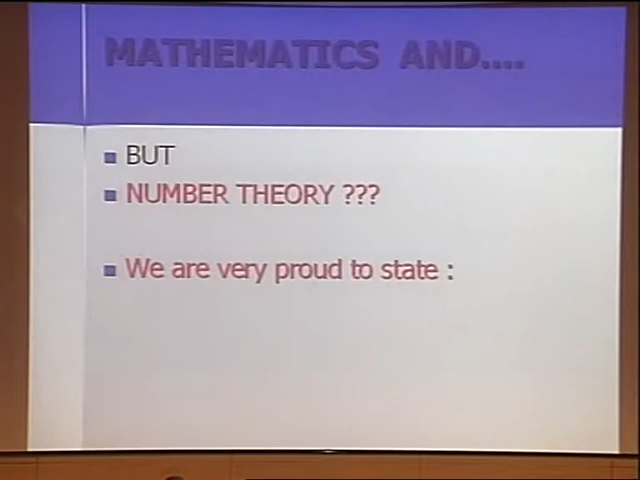 MATHEMATICS AND....
BUT
NUMBER THEORY ???
We are very proud to state :